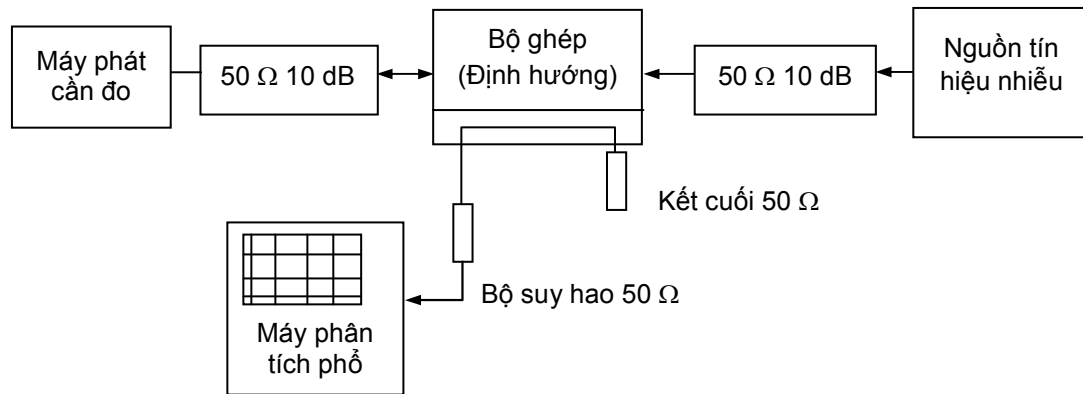 Máy phát
cần đo
50 Ω 10 dB
Bộ ghép
(Định hướng)
50 Ω 10 dB
Nguồn tín
hiệu nhiễu
Kết cuối 50 Ω
Bộ suy hao 50 Ω
Máy phân
tích phổ